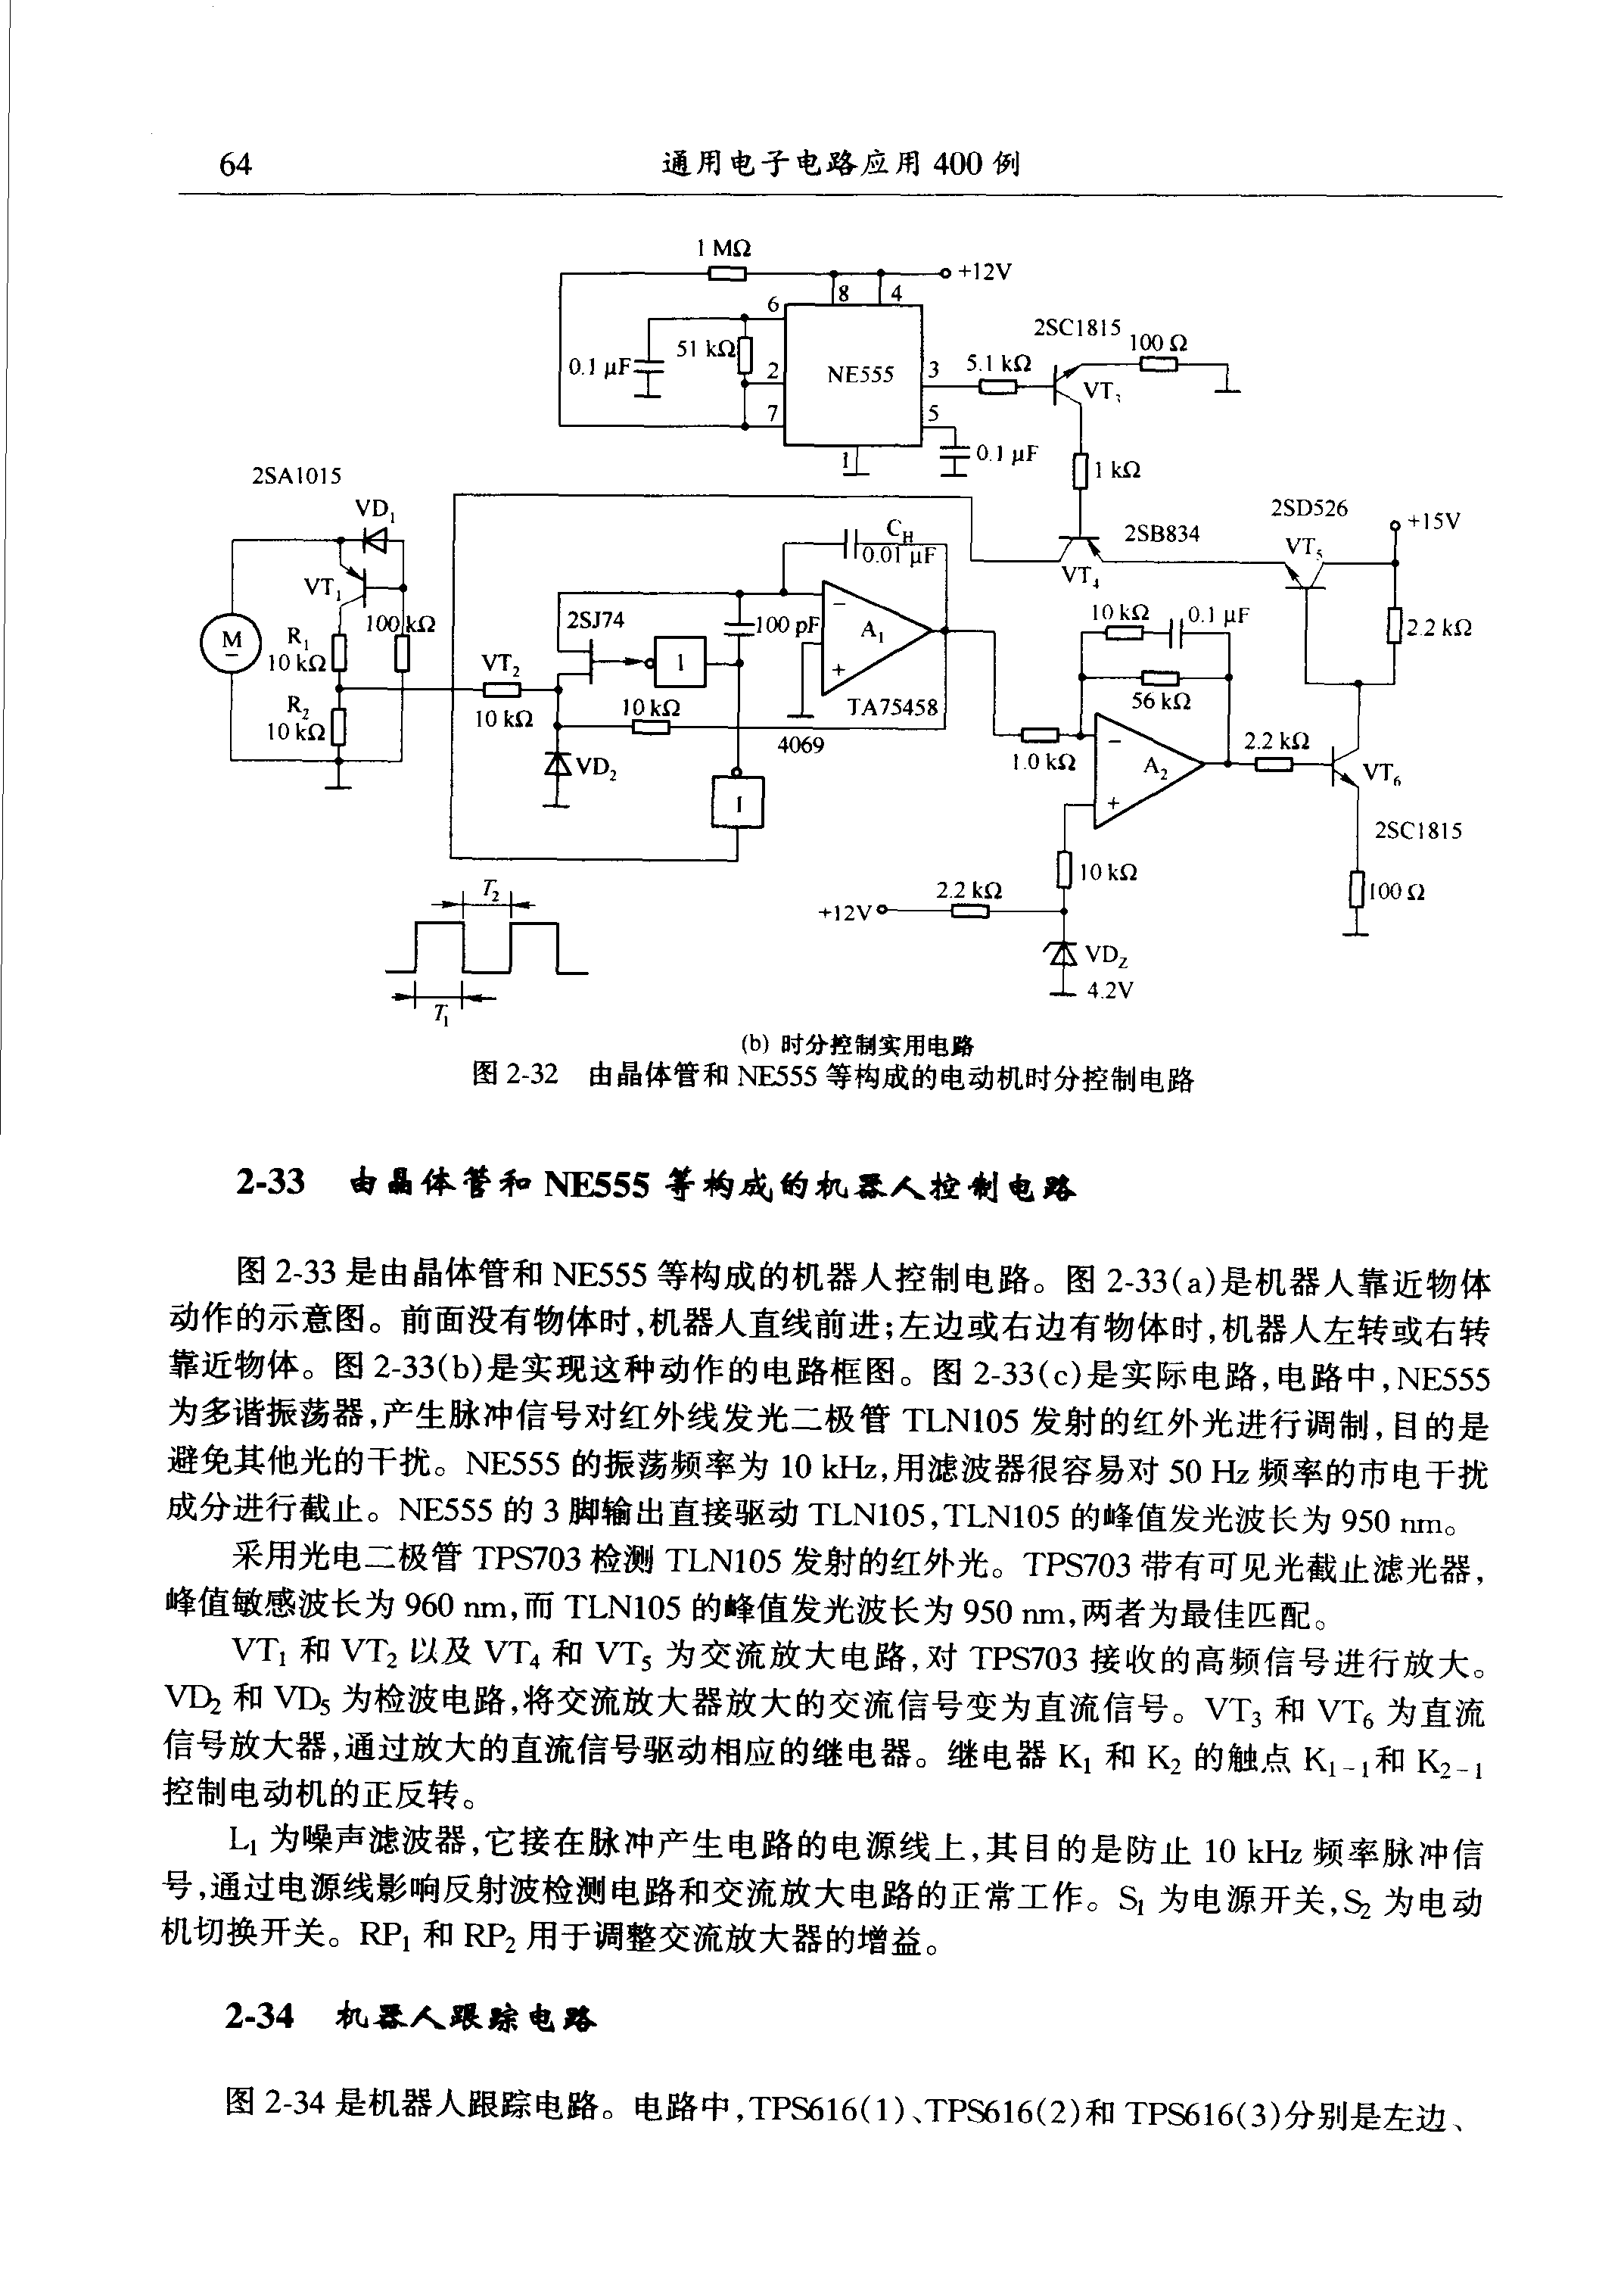 64
通用电子电路应用 400 例
1 MΩ
+12V
8
4
6
2SC1815
100 Ω
51 kΩ
0.1 μF
2
NE555
3
5.1 kΩ
VT3
7
5
1
0.1 μF
1 kΩ
2SA1015
VD1
2SD526
+15V
CH
0.01 μF
2SB834
VT5
VT4
VT1
100 kΩ
2SJ74
100 pF
A1
10 kΩ
0.1 μF
2.2 kΩ
M
R1
10 kΩ
VT2
1
−
+
56 kΩ
R2
10 kΩ
10 kΩ
10 kΩ
TA75458
4069
1.0 kΩ
−
A2
+
2.2 kΩ
VT6
VD2
1
2SC1815
10 kΩ
T2
2.2 kΩ
+12V
100 Ω
VDZ
4.2V
T1
(b) 时分控制实用电路
图 2-32 由晶体管和 NE555 等构成的电动机时分控制电路
2-33 由晶体管和 NE555 等构成的机器人控制电路
图 2-33 是由晶体管和 NE555 等构成的机器人控制电路。图 2-33(a)是机器人靠近物体
动作的示意图。前面没有物体时,机器人直线前进;左边或右边有物体时,机器人左转或右转
靠近物体。图 2-33(b)是实现这种动作的电路框图。图 2-33(c)是实际电路,电路中,NE555
为多谐振荡器,产生脉冲信号对红外线发光二极管 TLN105 发射的红外光进行调制,目的是
避免其他光的干扰。NE555 的振荡频率为 10 kHz,用滤波器很容易对 50 Hz 频率的市电干扰
成分进行截止。NE555 的 3 脚输出直接驱动 TLN105,TLN105 的峰值发光波长为 950 nm。
采用光电二极管 TPS703 检测 TLN105 发射的红外光。TPS703 带有可见光截止滤光器,
峰值敏感波长为 960 nm,而 TLN105 的峰值发光波长为 950 nm,两者为最佳匹配。
VT1 和 VT2 以及 VT4 和 VT5 为交流放大电路,对 TPS703 接收的高频信号进行放大。
VD2 和 VD5 为检波电路,将交流放大器放大的交流信号变为直流信号。VT3 和 VT6 为直流
信号放大器,通过放大的直流信号驱动相应的继电器。继电器 K1 和 K2 的触点 K1-1和 K2-1
控制电动机的正反转。
L1 为噪声滤波器,它接在脉冲产生电路的电源线上,其目的是防止 10 kHz 频率脉冲信
号,通过电源线影响反射波检测电路和交流放大电路的正常工作。S1 为电源开关,S2 为电动
机切换开关。RP1 和 RP2 用于调整交流放大器的增益。
2-34 机器人跟踪电路
图 2-34 是机器人跟踪电路。电路中,TPS616(1)、TPS616(2)和 TPS616(3)分别是左边、